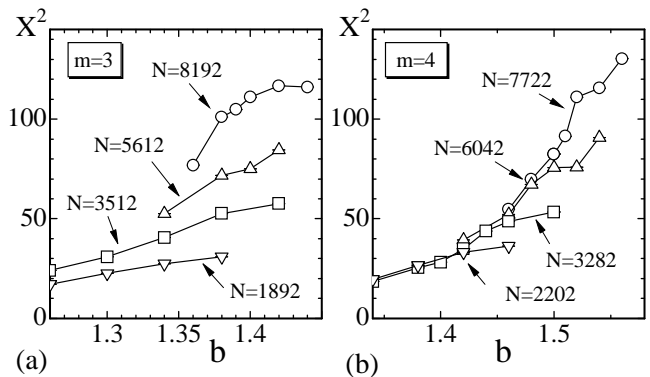 X²
m=3
N=8192
N=5612
N=3512
N=1892
100
50
0
1.3
1.35
1.4
b
(a)
X²
m=4
N=7722
N=6042
N=3282
N=2202
100
50
0
1.4
1.5
b
(b)